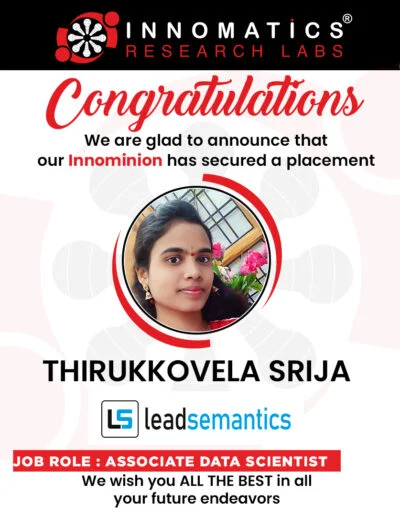 INNOMATICS®
RESEARCH LABS
Congratulations
We are glad to announce that
our Innominion has secured a placement
THIRUKKOVELA SRIJA
LS leadsemantics
JOB ROLE : ASSOCIATE DATA SCIENTIST
We wish you ALL THE BEST in all
your future endeavors